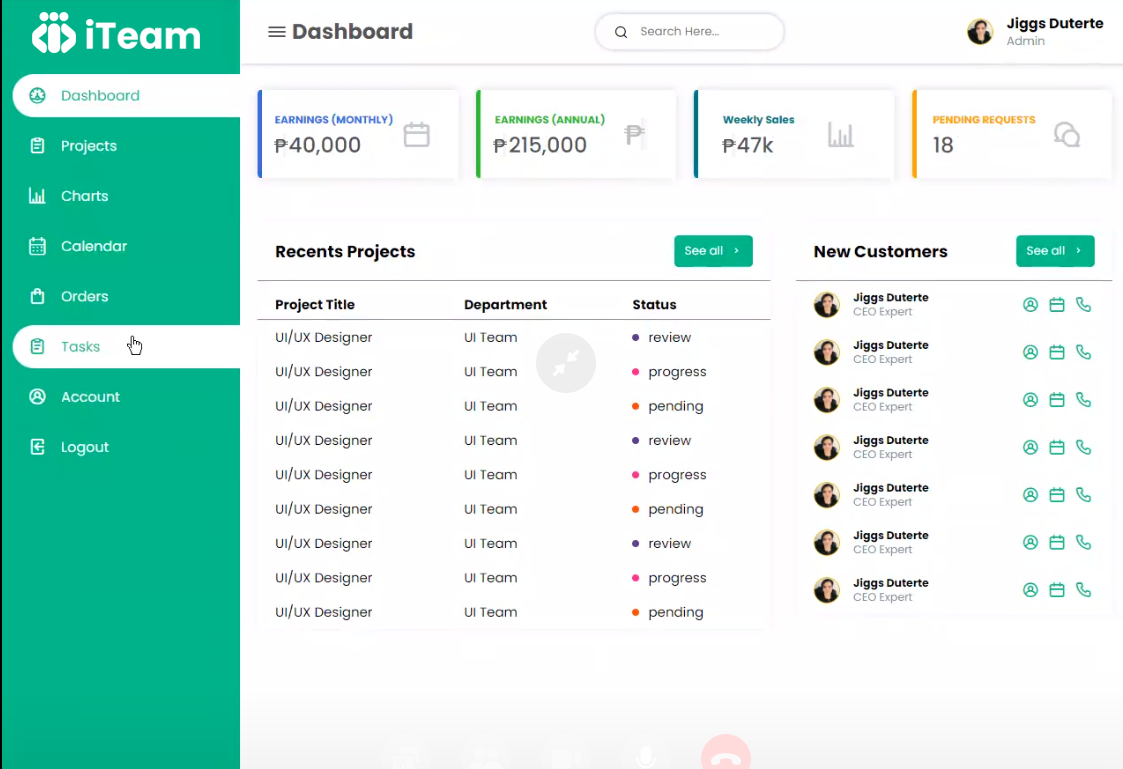 iTeam
Dashboard
Projects
Charts
Calendar
Orders
Tasks
Account
Logout
Dashboard
Search Here...
Jiggs Duterte
Admin
EARNINGS (MONTHLY)
₱40,000
EARNINGS (ANNUAL)
₱215,000
Weekly Sales
₱47k
PENDING REQUESTS
18
Recents Projects
See all
Project Title Department Status
UI/UX Designer UI Team review
UI/UX Designer UI Team progress
UI/UX Designer UI Team pending
UI/UX Designer UI Team review
UI/UX Designer UI Team progress
UI/UX Designer UI Team pending
UI/UX Designer UI Team review
UI/UX Designer UI Team progress
UI/UX Designer UI Team pending
New Customers
See all
Jiggs Duterte
CEO Expert
Jiggs Duterte
CEO Expert
Jiggs Duterte
CEO Expert
Jiggs Duterte
CEO Expert
Jiggs Duterte
CEO Expert
Jiggs Duterte
CEO Expert
Jiggs Duterte
CEO Expert